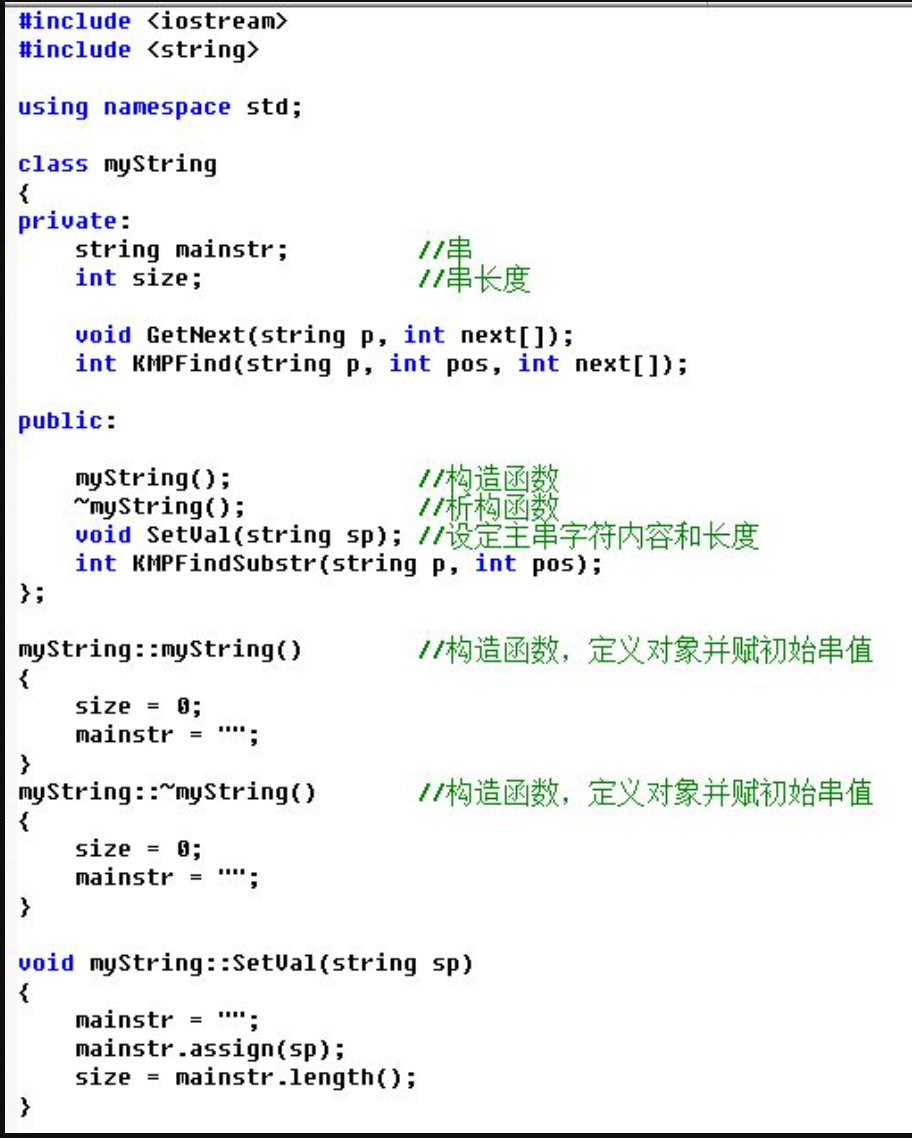 #include <iostream>
#include <string>
using namespace std;
class myString
{
private:
    string mainstr;         //串
    int size;               //串长度
    void GetNext(string p, int next[]);
    int KMPFind(string p, int pos, int next[]);
public:
    myString();             //构造函数
    ~myString();            //析构函数
    void SetVal(string sp); //设定主串字符内容和长度
    int KMPFindSubstr(string p, int pos);
};
myString::myString()        //构造函数，定义对象并赋初始串值
{
    size = 0;
    mainstr = "";
}
myString::~myString()       //构造函数，定义对象并赋初始串值
{
    size = 0;
    mainstr = "";
}
void myString::SetVal(string sp)
{
    mainstr = "";
    mainstr.assign(sp);
    size = mainstr.length();
}